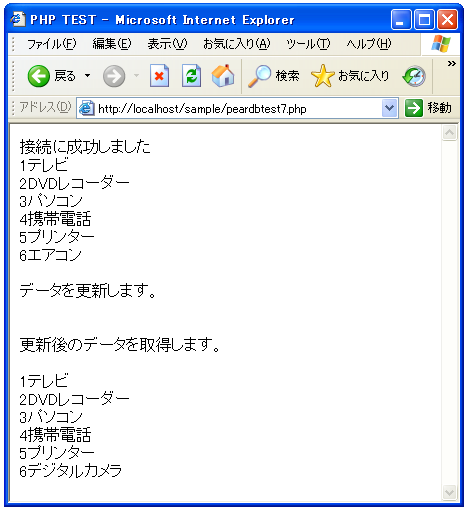 PHP TEST - Microsoft Internet Explorer
ファイル(F) 編集(E) 表示(V) お気に入り(A) ツール(T) ヘルプ(H)
戻る 検索 お気に入り »
アドレス(D) http://localhost/sample/peardbtest7.php 移動
接続に成功しました
1テレビ
2DVDレコーダー
3パソコン
4携帯電話
5プリンター
6エアコン
データを更新します。
更新後のデータを取得します。
1テレビ
2DVDレコーダー
3パソコン
4携帯電話
5プリンター
6デジタルカメラ